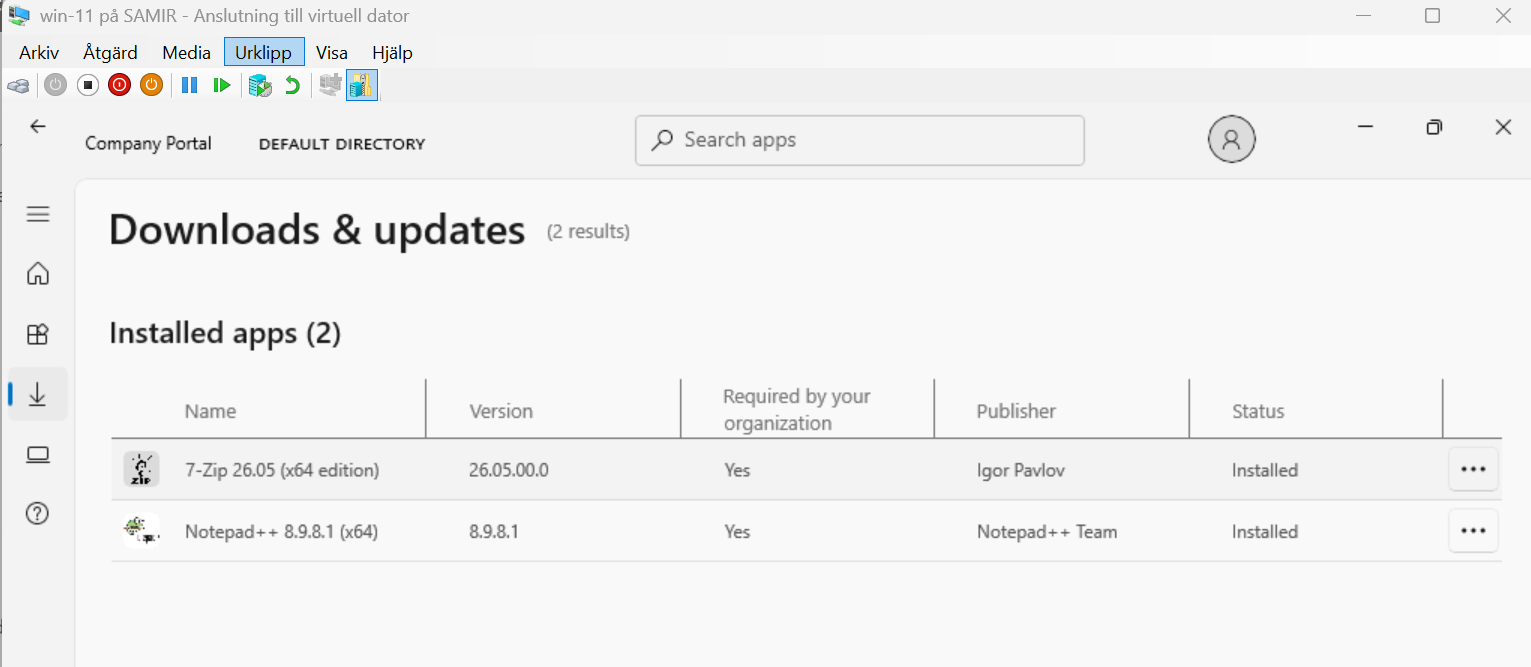 win-11 på SAMIR - Anslutning till virtuell dator
Arkiv Åtgärd Media Urklipp Visa Hjälp
Company Portal DEFAULT DIRECTORY Search apps
Downloads & updates (2 results)
Installed apps (2)
Name Version Required by your organization Publisher Status
7-Zip 26.05 (x64 edition) 26.05.00.0 Yes Igor Pavlov Installed
Notepad++ 8.9.8.1 (x64) 8.9.8.1 Yes Notepad++ Team Installed